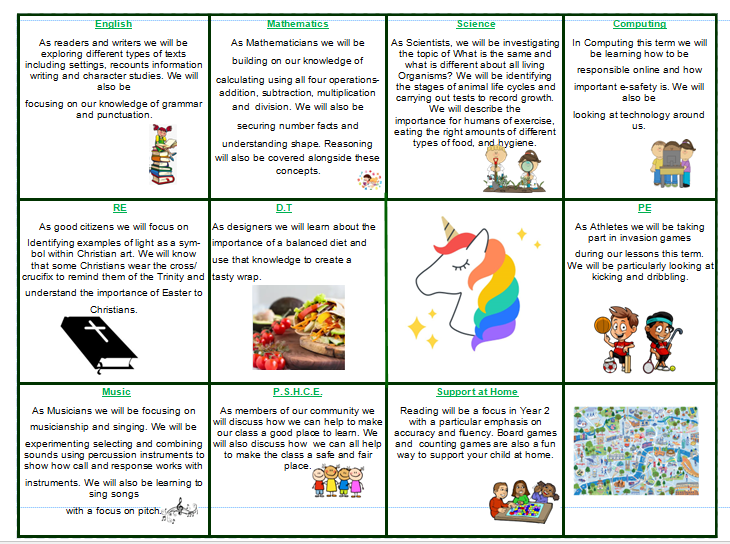 English
As readers and writers we will be
exploring different types of texts
including settings, recounts information
writing and character studies. We will
also be
focusing on our knowledge of grammar
and punctuation.
Mathematics
As Mathematicians we will be
building on our knowledge of
calculating using all four operations-
addition, subtraction, multiplication
and division. We will also be
securing number facts and
understanding shape. Reasoning
will also be covered alongside these
concepts.
Science
As Scientists, we will be investigating
the topic of What is the same and
what is different about all living
Organisms? We will be identifying
the stages of animal life cycles and
carrying out tests to record growth.
We will describe the
importance for humans of exercise,
eating the right amounts of different
types of food, and hygiene.
Computing
In Computing this term we will
be learning how to be
responsible online and how
important e-safety is. We will
also be
looking at technology around
us.
RE
As good citizens we will focus on
Identifying examples of light as a sym-
bol within Christian art. We will know
that some Christians wear the cross/
crucifix to remind them of the Trinity and
understand the importance of Easter to
Christians.
D.T
As designers we will learn about the
importance of a balanced diet and
use that knowledge to create a
tasty wrap.
PE
As Athletes we will be taking
part in invasion games
during our lessons this term.
We will be particularly looking at
kicking and dribbling.
Music
As Musicians we will be focusing on
musicianship and singing. We will be
experimenting selecting and combining
sounds using percussion instruments to
show how call and response works with
instruments. We will also be learning to
sing songs
with a focus on pitch.
P.S.H.C.E.
As members of our community we
will discuss how we can help to make
our class a good place to learn. We
will also discuss how we can all help
to make the class a safe and fair
place.
Support at Home
Reading will be a focus in Year 2
with a particular emphasis on
accuracy and fluency. Board games
and counting games are also a fun
way to support your child at home.